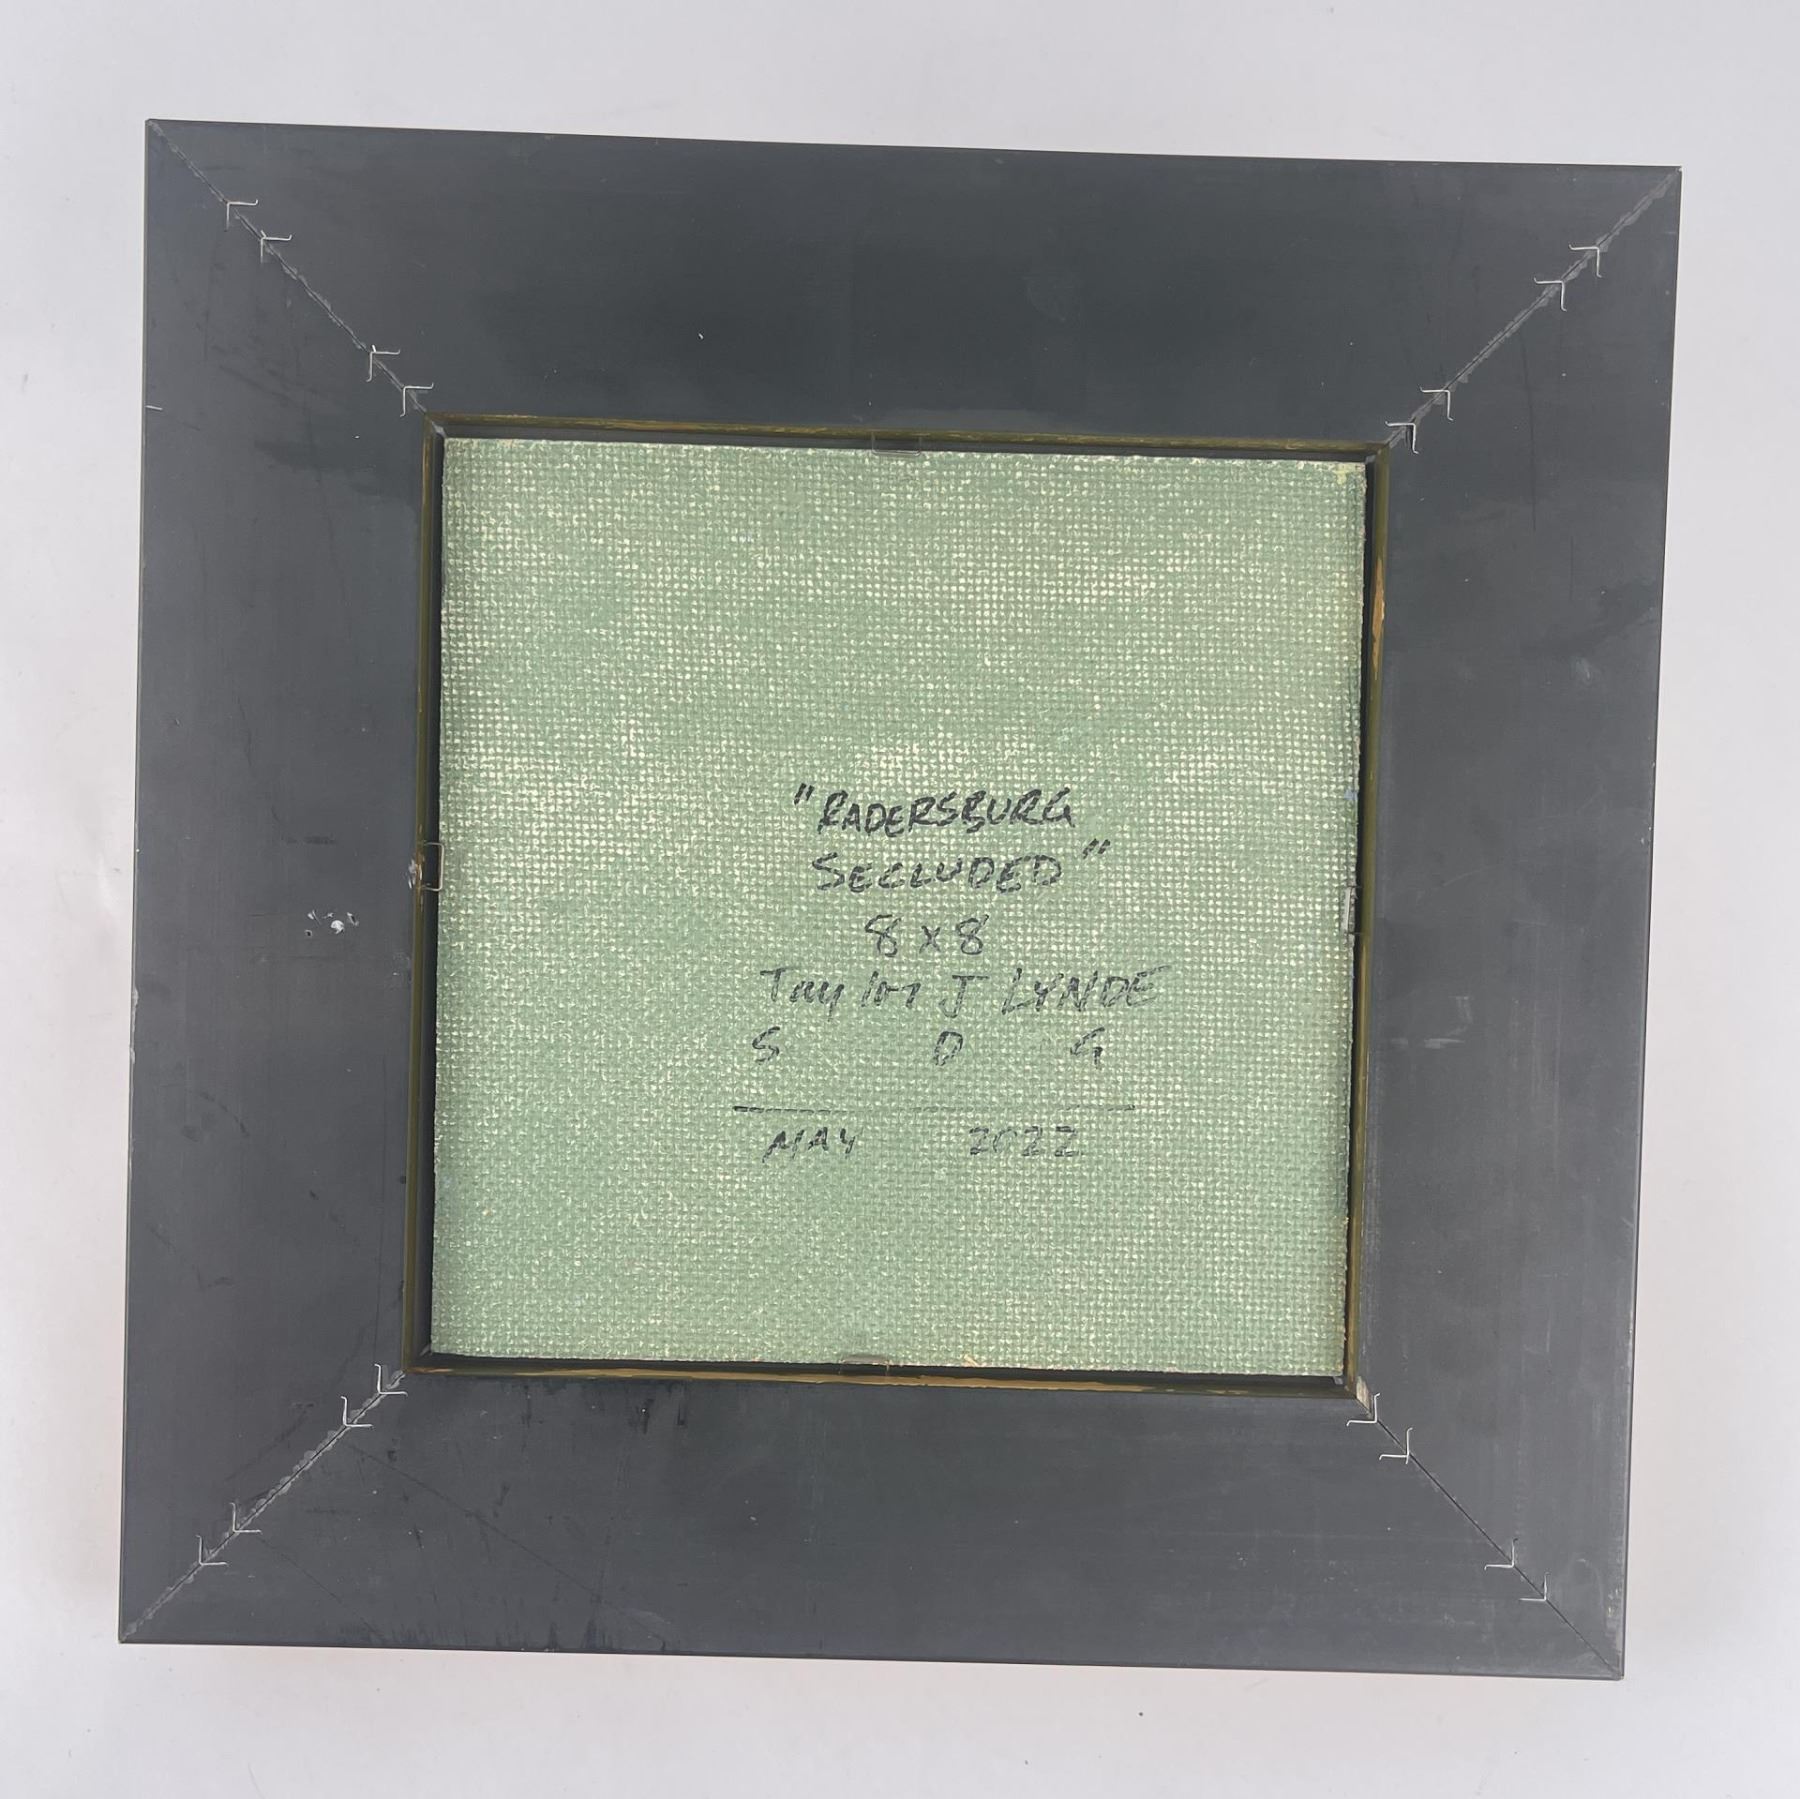 "RADERSBURG
SECLUDED"
8 x 8
Taylor J LYNDE
S D G
MAY 2022